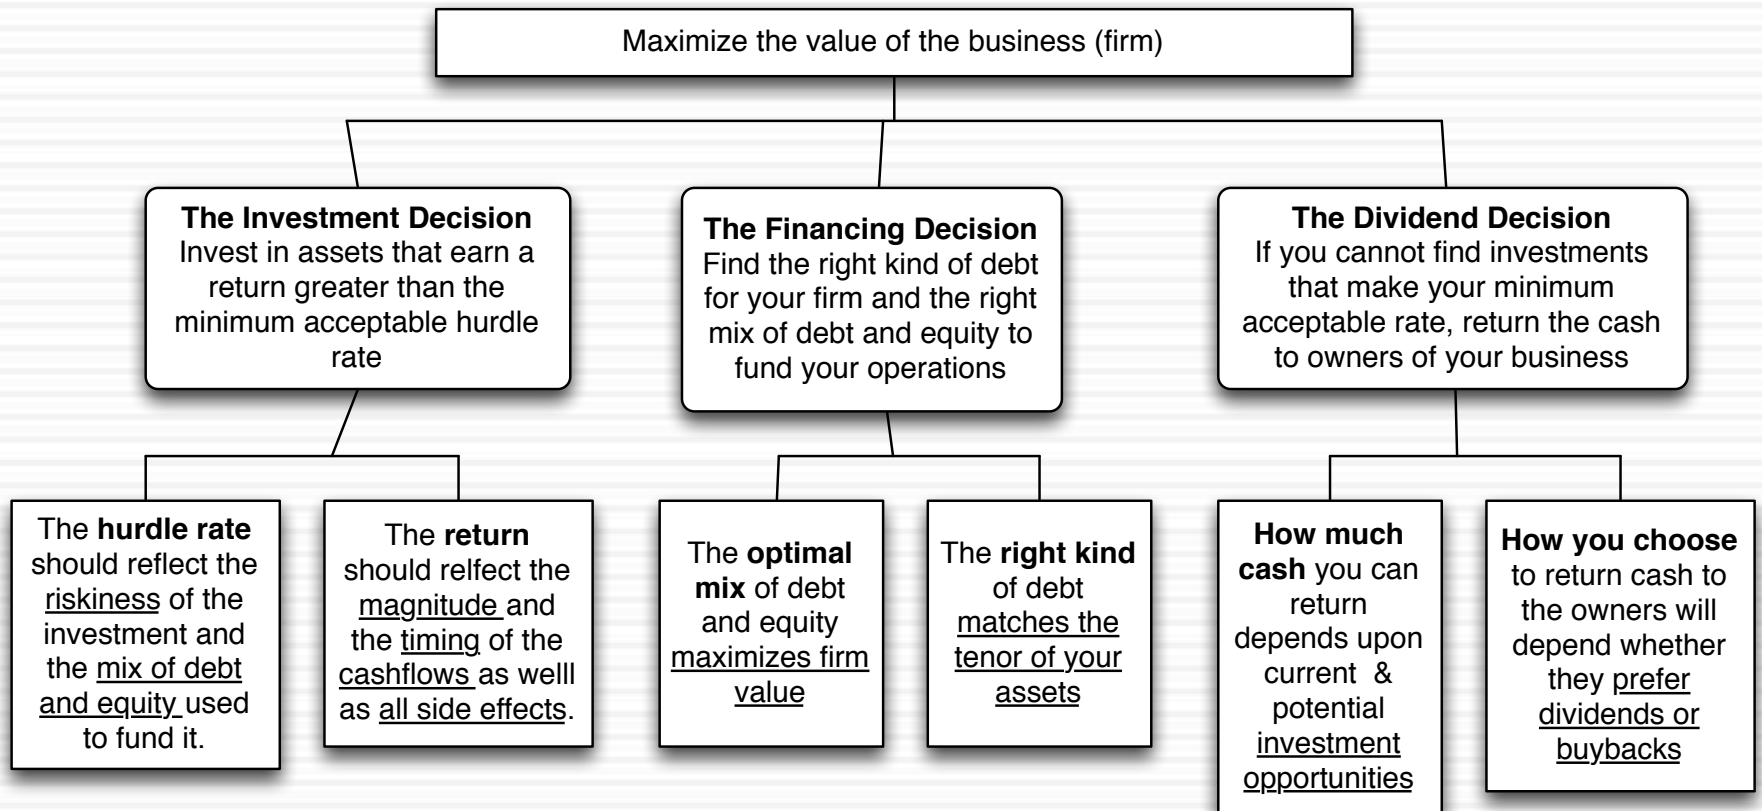 Maximize the value of the business (firm)
The Investment Decision
Invest in assets that earn a
return greater than the
minimum acceptable hurdle
rate
The Financing Decision
Find the right kind of debt
for your firm and the right
mix of debt and equity to
fund your operations
The Dividend Decision
If you cannot find investments
that make your minimum
acceptable rate, return the cash
to owners of your business
The hurdle rate
should reflect the
riskiness of the
investment and
the mix of debt
and equity used
to fund it.
The return
should relfect the
magnitude and
the timing of the
cashflows as welll
as all side effects.
The optimal
mix of debt
and equity
maximizes firm
value
The right kind
of debt
matches the
tenor of your
assets
How much
cash you can
return
depends upon
current & 
potential
investment
opportunities
How you choose
to return cash to
the owners will
depend whether
they prefer
dividends or
buybacks